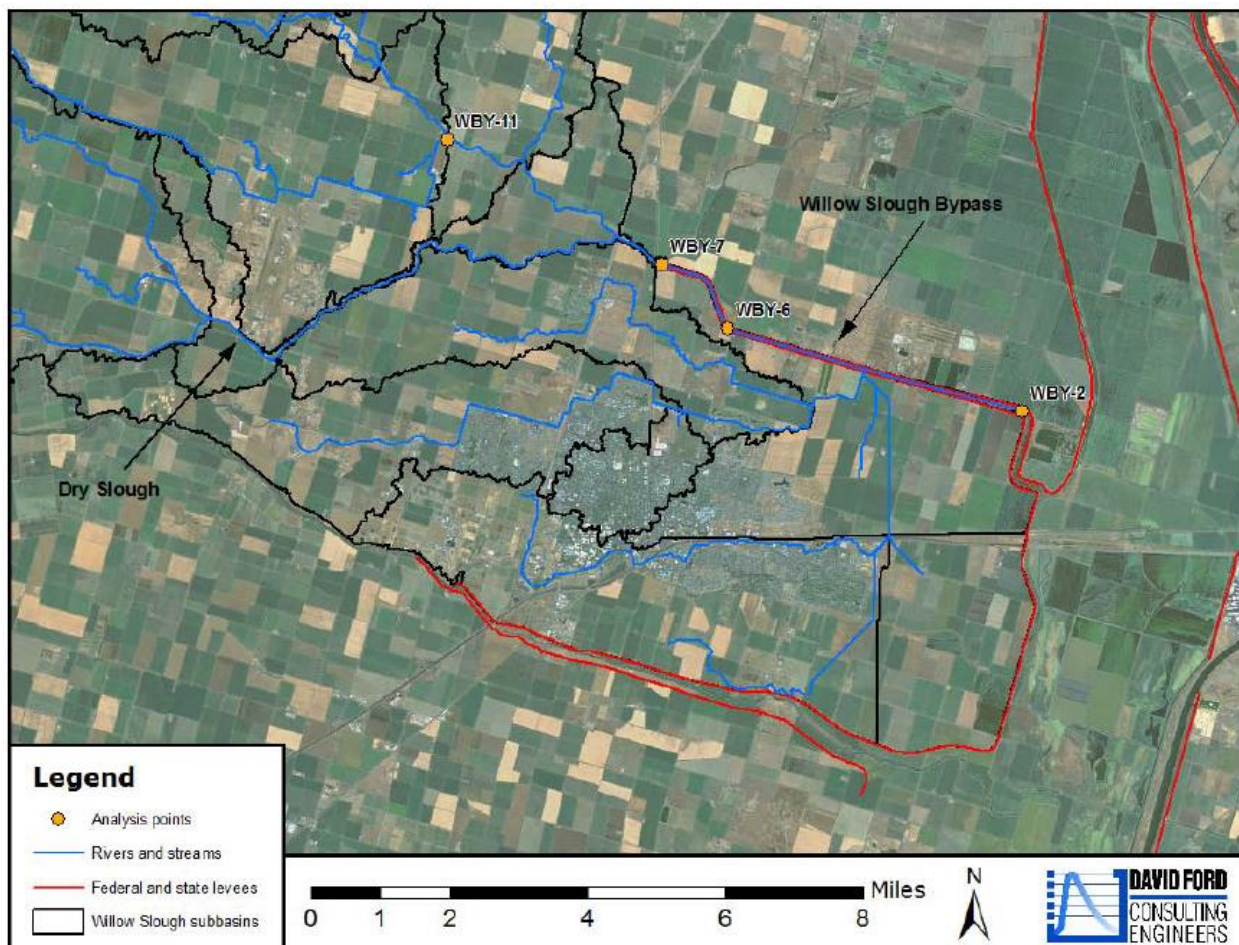 WBY-11
WBY-7
Willow Slough Bypass
WBY-6
WBY-2
Dry Slough
Legend
Analysis points
Rivers and streams
Federal and state levees
Willow Slough subbasins
0 1 2 4 6 8 Miles
N
DAVID FORD
CONSULTING
ENGINEERS